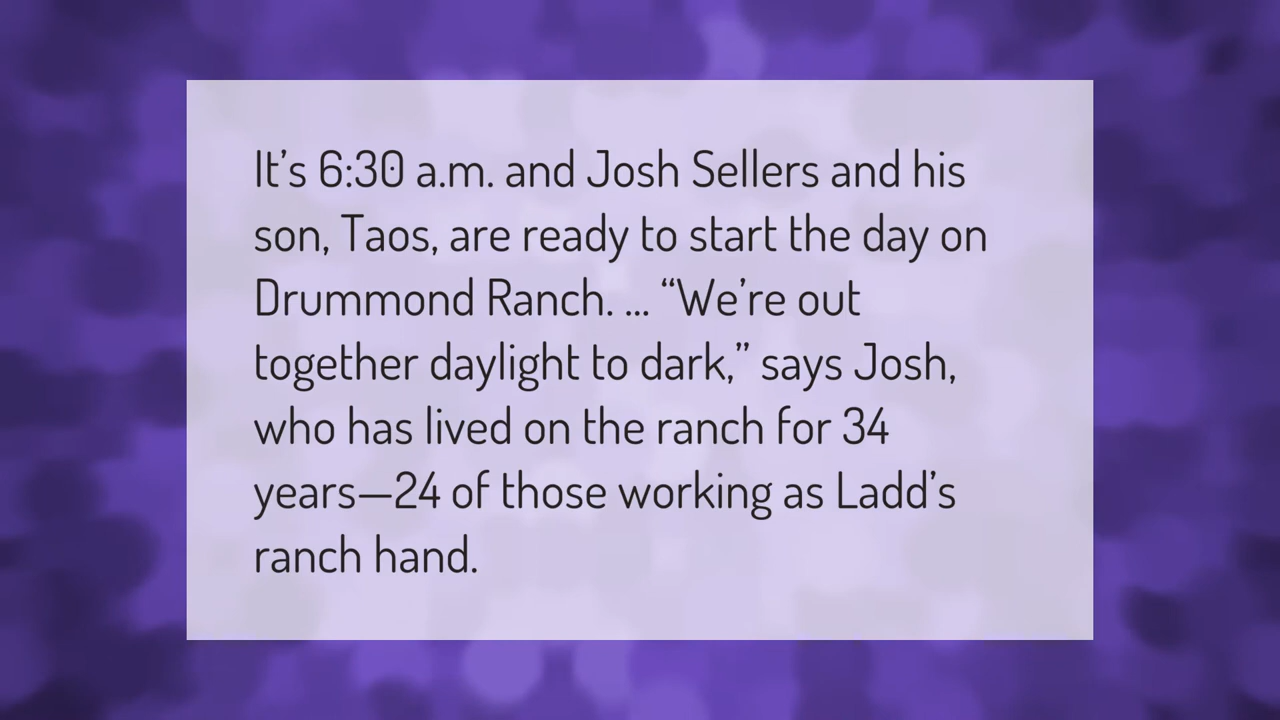 It’s 6:30 a.m. and Josh Sellers and his
son, Taos, are ready to start the day on
Drummond Ranch. ... “We’re out
together daylight to dark,” says Josh,
who has lived on the ranch for 34
years—24 of those working as Ladd’s
ranch hand.